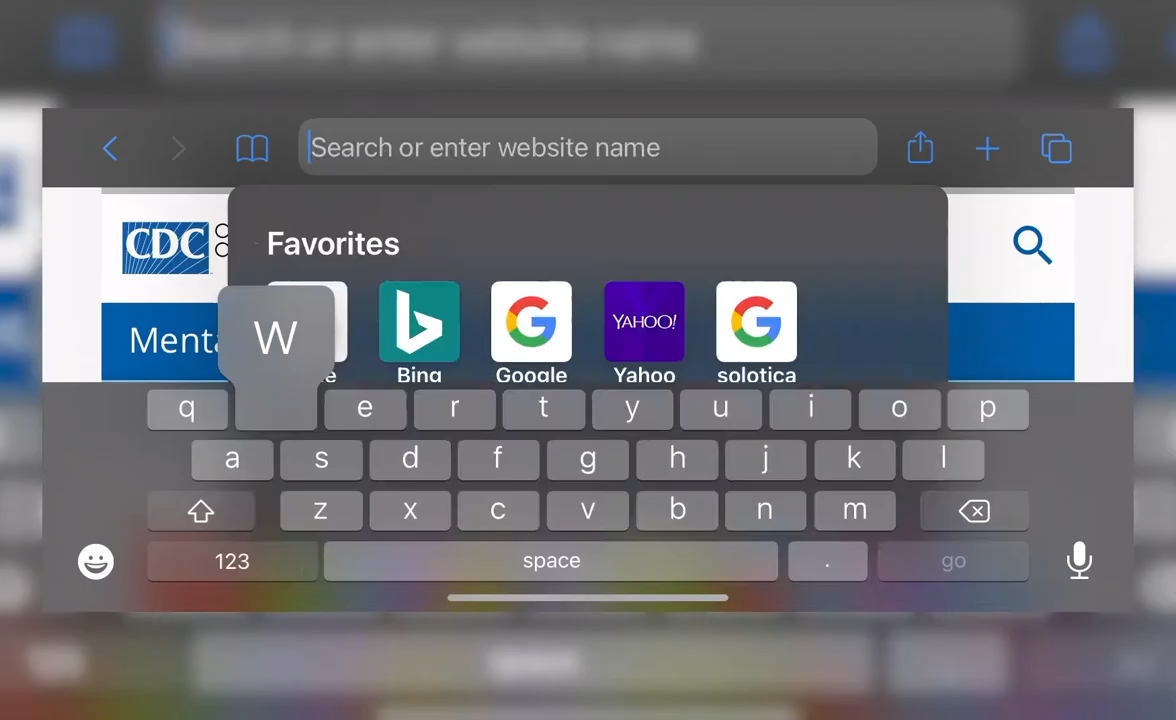 Search or enter website name
CDC
Favorites
Menta
W
YAHOO!
e
Bing
Google
Yahoo
solotica
q
e
r
t
y
u
i
o
p
a
s
d
f
g
h
j
k
l
z
x
c
v
b
n
m
123
space
.
go